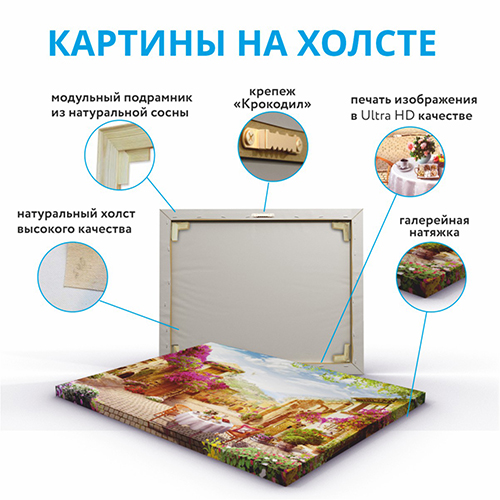 КАРТИНЫ НА ХОЛСТЕ
модульный подрамник
из натуральной сосны
крепеж
«Крокодил»
печать изображения
в Ultra HD качестве
натуральный холст
высокого качества
галерейная
натяжка